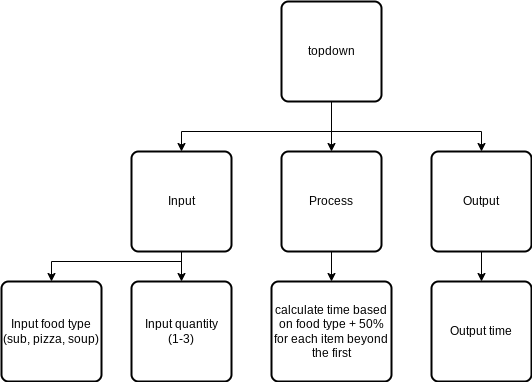 topdown
Input
Process
Output
Input food type
(sub, pizza, soup)
Input quantity
(1-3)
calculate time based
on food type + 50%
for each item beyond
the first
Output time